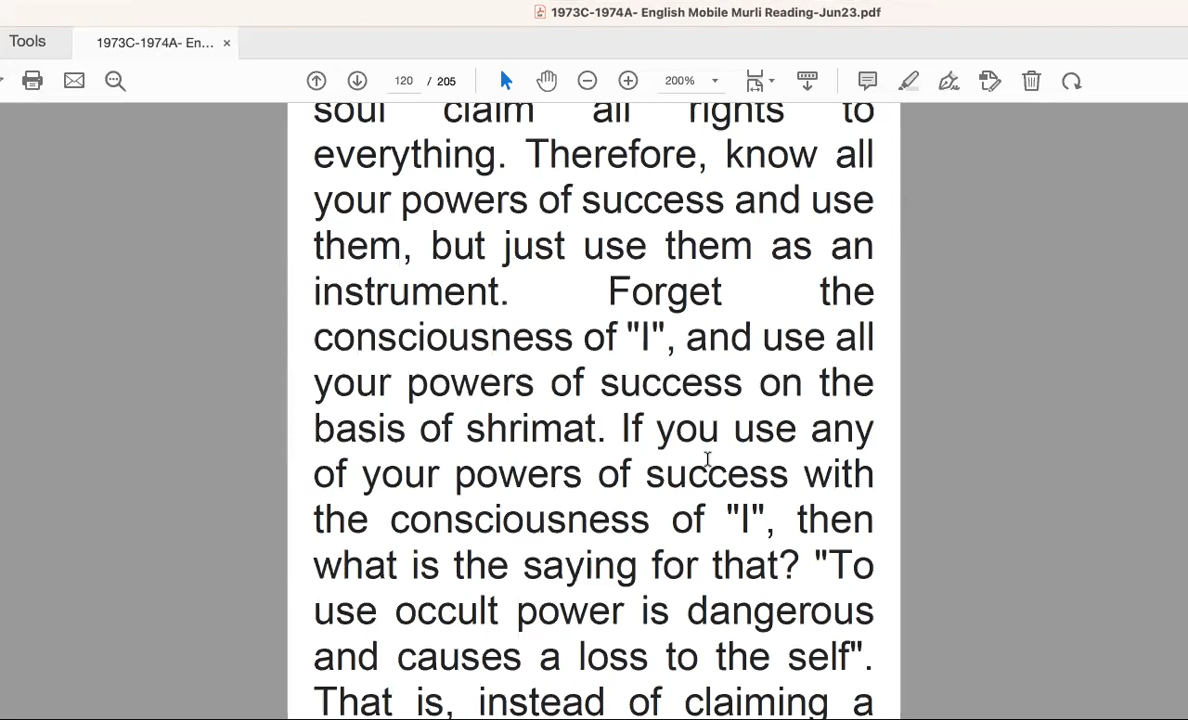 1973C-1974A- English Mobile Murli Reading-Jun23.pdf
Tools
1973C-1974A- En... ×
120 / 205
200%
soul claim all rights to
everything. Therefore, know all
your powers of success and use
them, but just use them as an
instrument. Forget the
consciousness of "I", and use all
your powers of success on the
basis of shrimat. If you use any
of your powers of success with
the consciousness of "I", then
what is the saying for that? "To
use occult power is dangerous
and causes a loss to the self".
That is, instead of claiming a